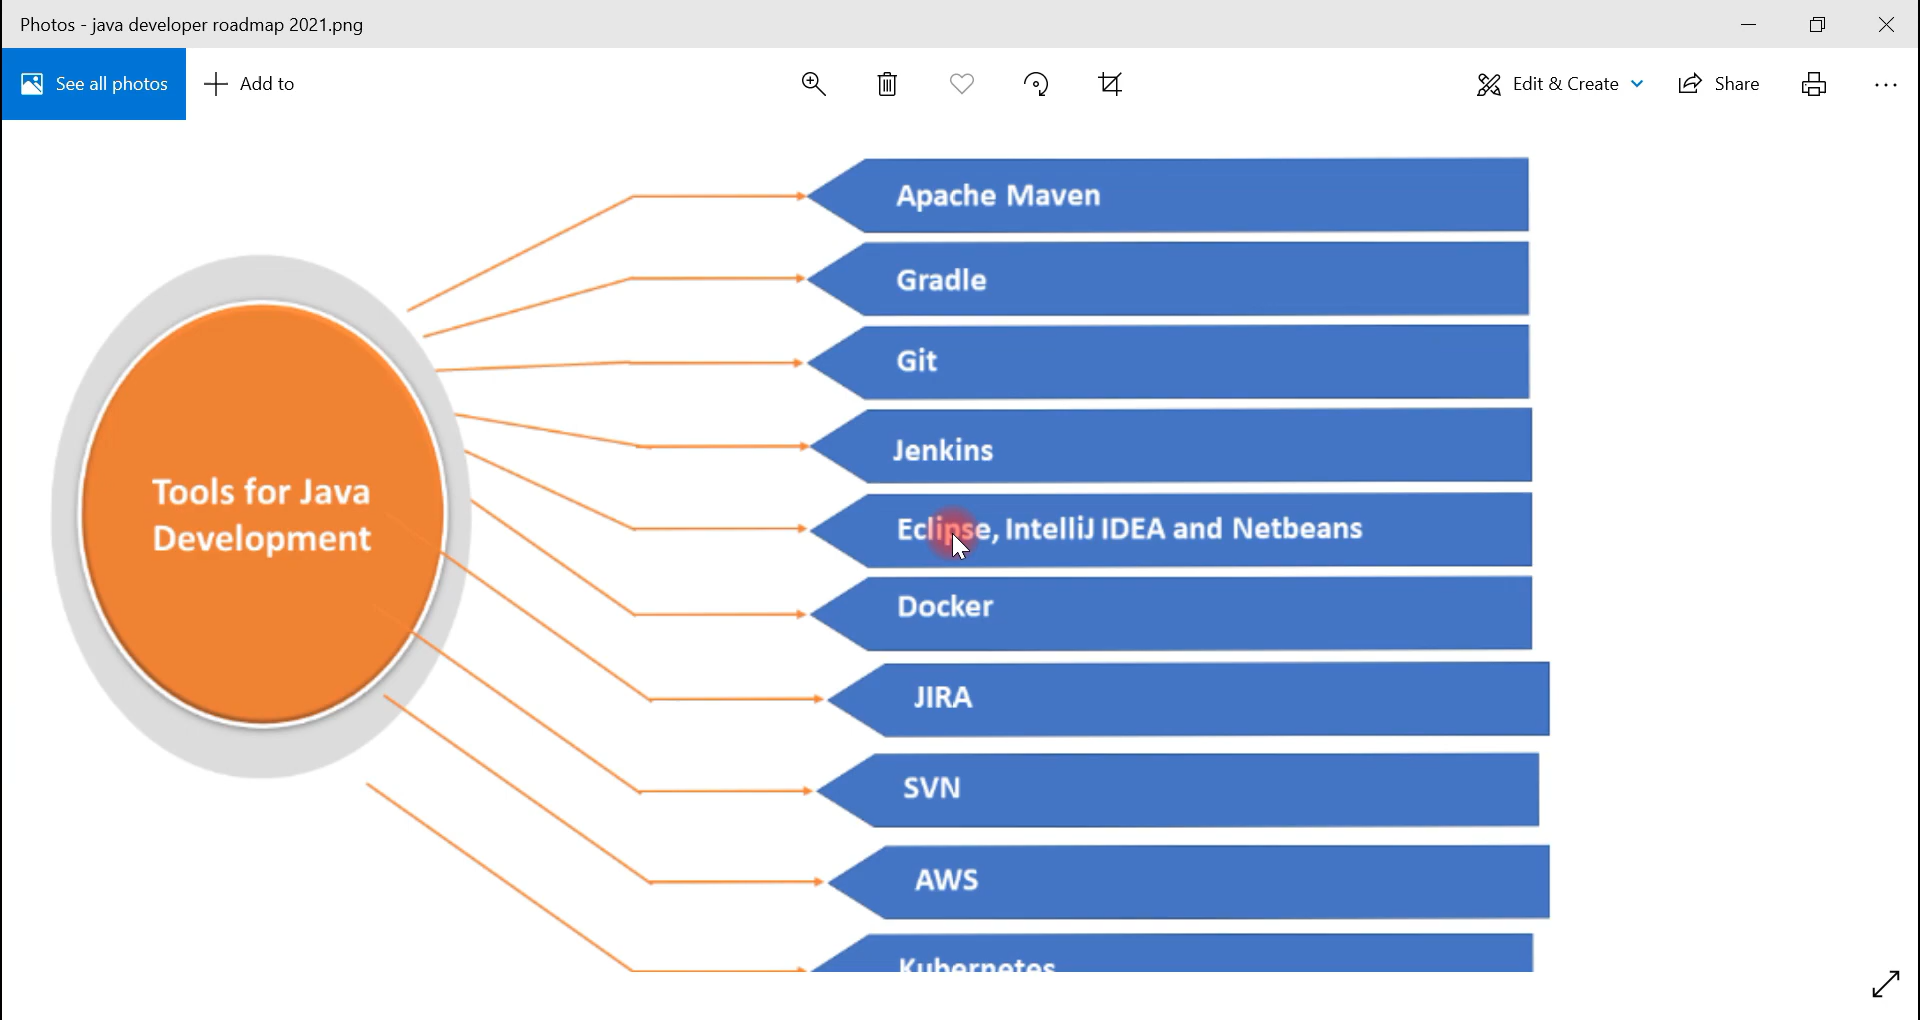 Photos - java developer roadmap 2021.png
See all photos
Add to
Edit & Create
Share
Apache Maven
Gradle
Git
Jenkins
Tools for Java
Development
Eclipse, IntelliJ IDEA and Netbeans
Docker
JIRA
SVN
AWS
Kubernetes